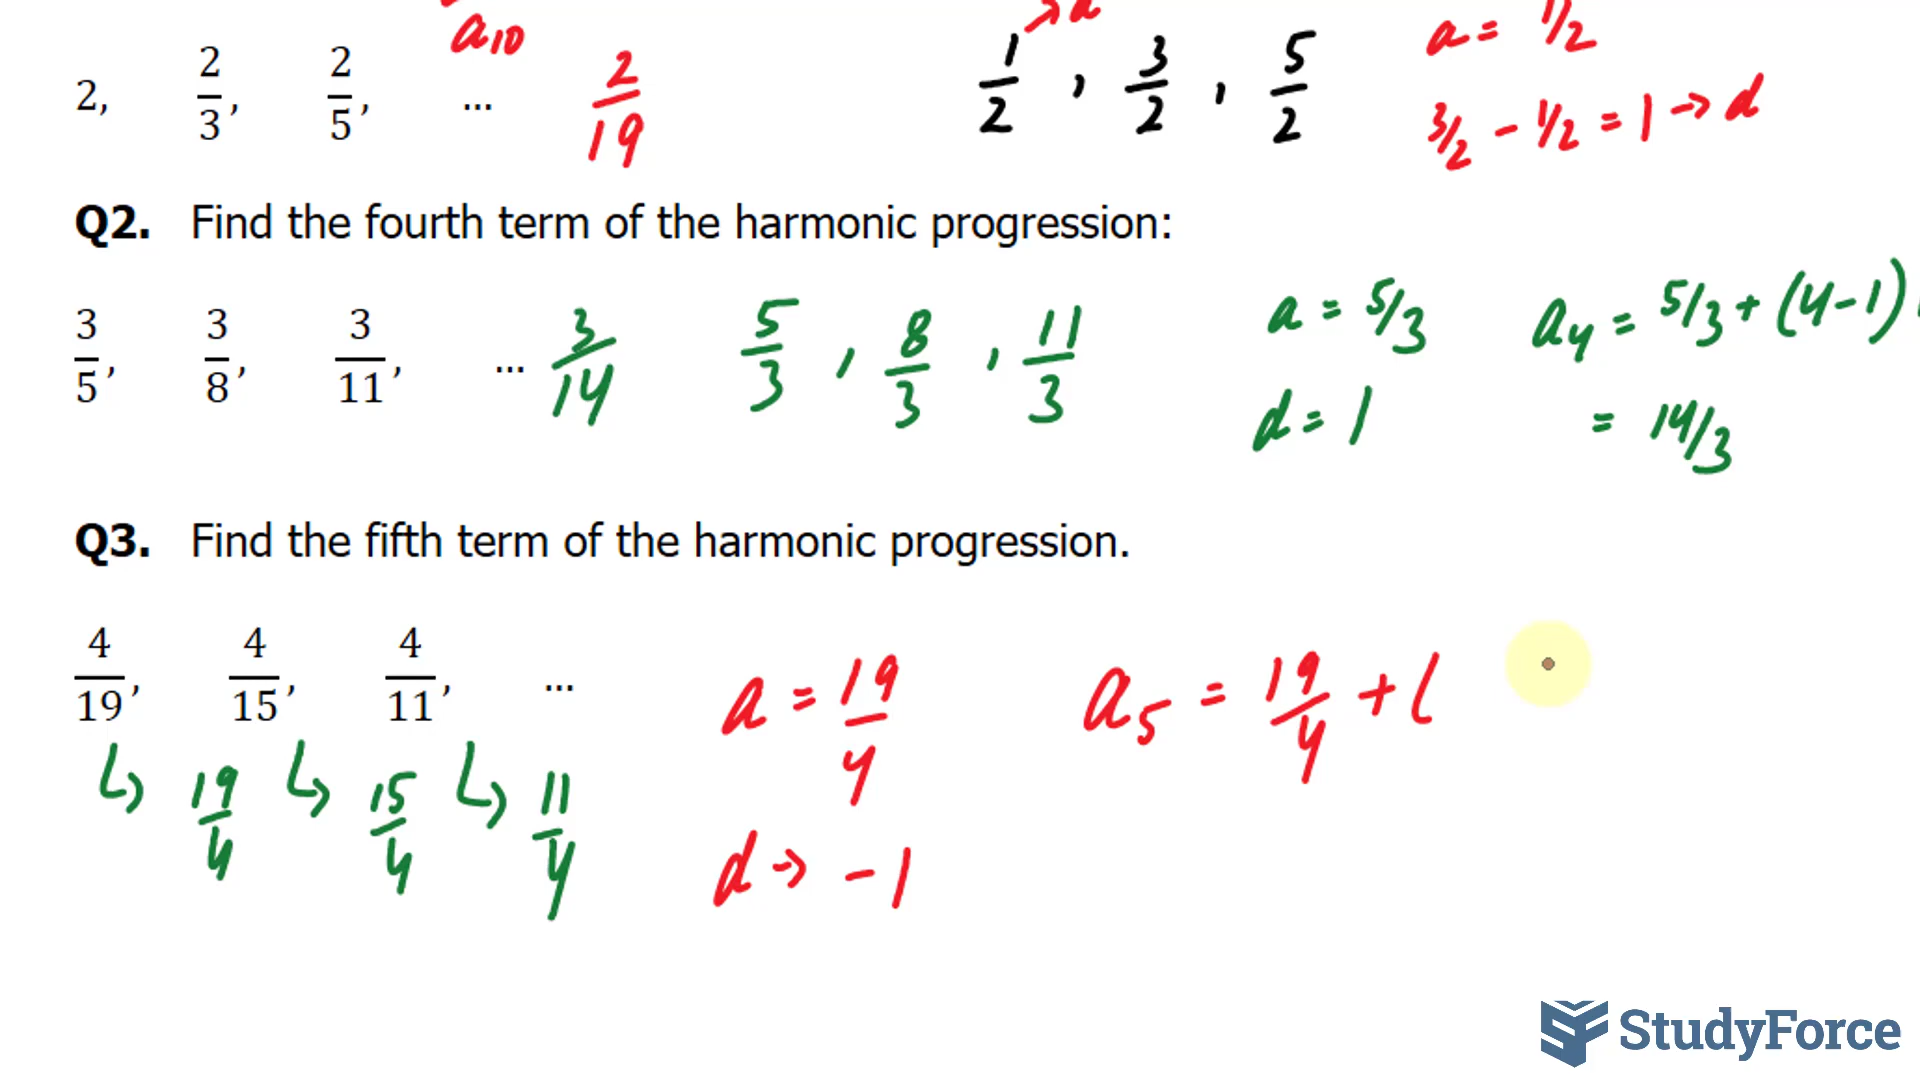 a₁₀ → d a = 1/2
2, 2/3, 2/5, ... 2/19 1/2 , 3/2 , 5/2 3/2 - 1/2 = 1 → d
Q2. Find the fourth term of the harmonic progression:
3/5, 3/8, 3/11, ... 3/14 5/3 , 8/3 , 11/3 a = 5/3 a₄ = 5/3 + (4-1)
d = 1 = 14/3
Q3. Find the fifth term of the harmonic progression.
4/19, 4/15, 4/11, ... a = 19/4 a₅ = 19/4 + (
↳ 19/4 ↳ 15/4 ↳ 11/4 d → -1
StudyForce